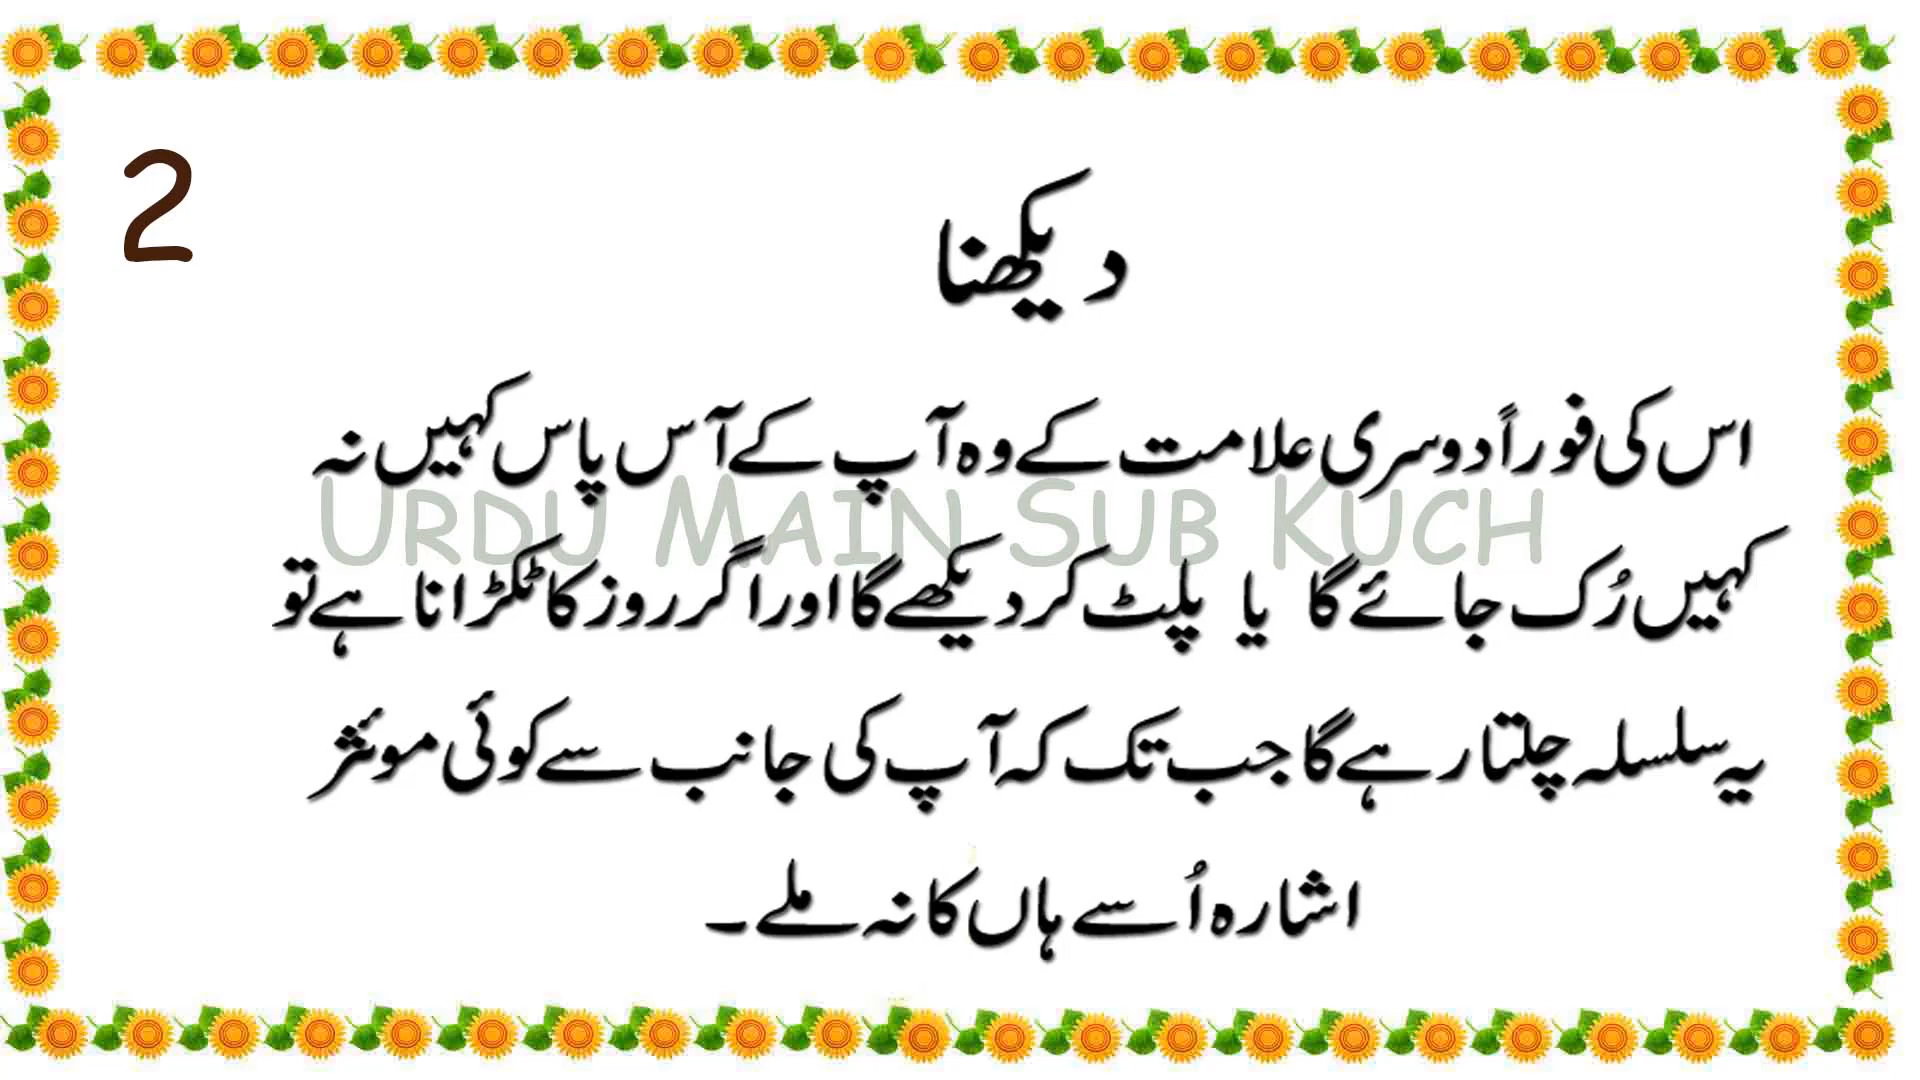 2
دیکھنا
اس کی فوراً دوسری علامت کے وہ آپ کے آس پاس کہیں نہ
کہیں رُک جائے گا یا پلٹ کر دیکھے گا اور اگر روز کا ٹکڑانا ہے تو
یہ سلسلہ چلتا رہے گا جب تک کہ آپ کی جانب سے کوئی موئثر
اشارہ اُسے ہاں کا نہ ملے۔
URDU MAIN SUB KUCH